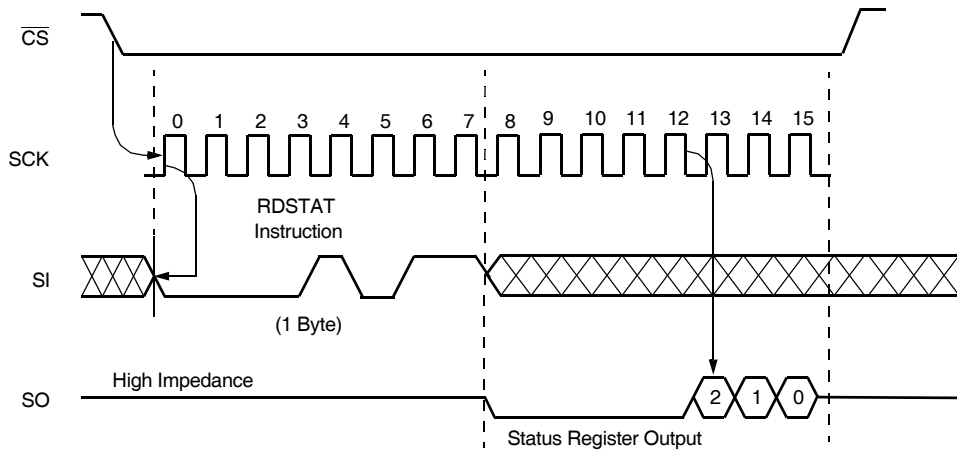 CS
0 1 2 3 4 5 6 7 8 9 10 11 12 13 14 15
SCK
RDSTAT
Instruction
SI
(1 Byte)
High Impedance
SO
2 1 0
Status Register Output